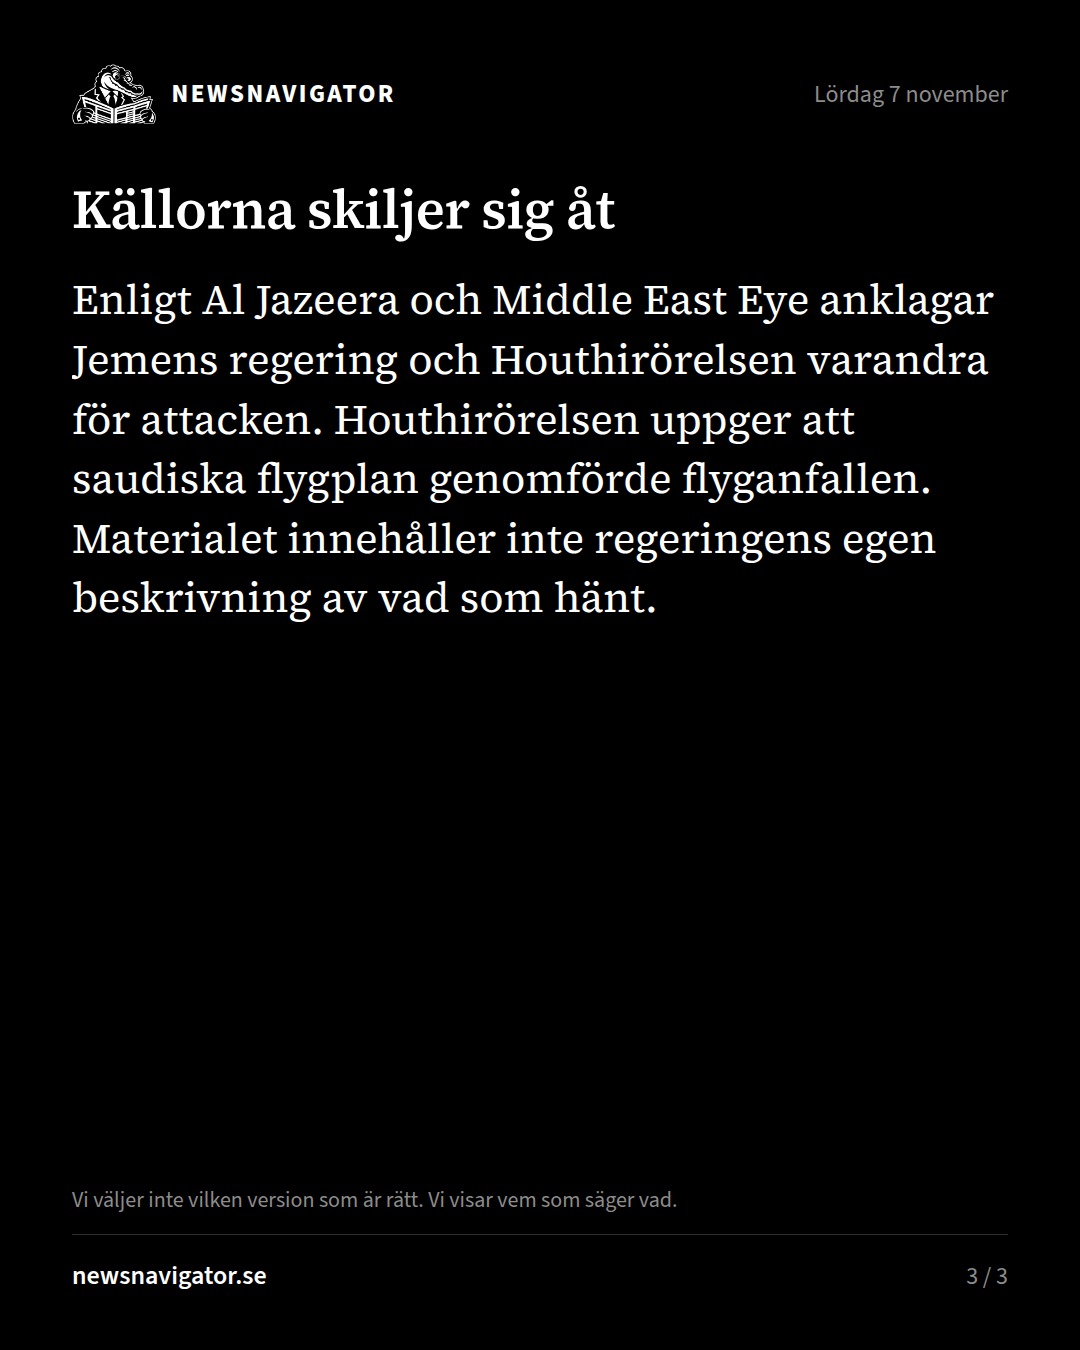 NEWSNAVIGATOR
Lördag 7 november
Källorna skiljer sig åt
Enligt Al Jazeera och Middle East Eye anklagar
Jemens regering och Houthirörelsen varandra
för attacken. Houthirörelsen uppger att
saudiska flygplan genomförde flyganfallen.
Materialet innehåller inte regeringens egen
beskrivning av vad som hänt.
Vi väljer inte vilken version som är rätt. Vi visar vem som säger vad.
newsnavigator.se
3 / 3